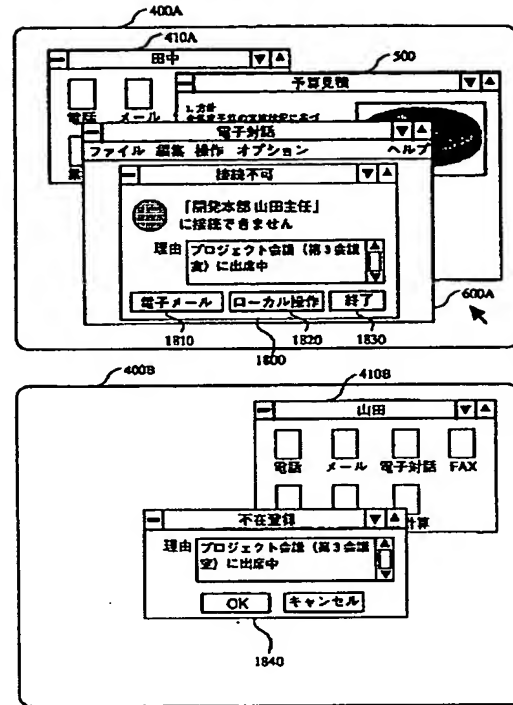 400A
410A
500
田中
予算見積
電話 メール
1. 方針
電子対話
ファイル 編集 操作 オプション ヘルプ
接続不可
「開発本部 山田主任」
に接続できません
理由
プロジェクト会議（第3会議
室）に出席中
電子メール ローカル操作 終了
600A
1810 1820 1830
1800
400B
410B
山田
電話 メール 電子対話 FAX
不在登録
計算
理由
プロジェクト会議（第3会議
室）に出席中
OK キャンセル
1840